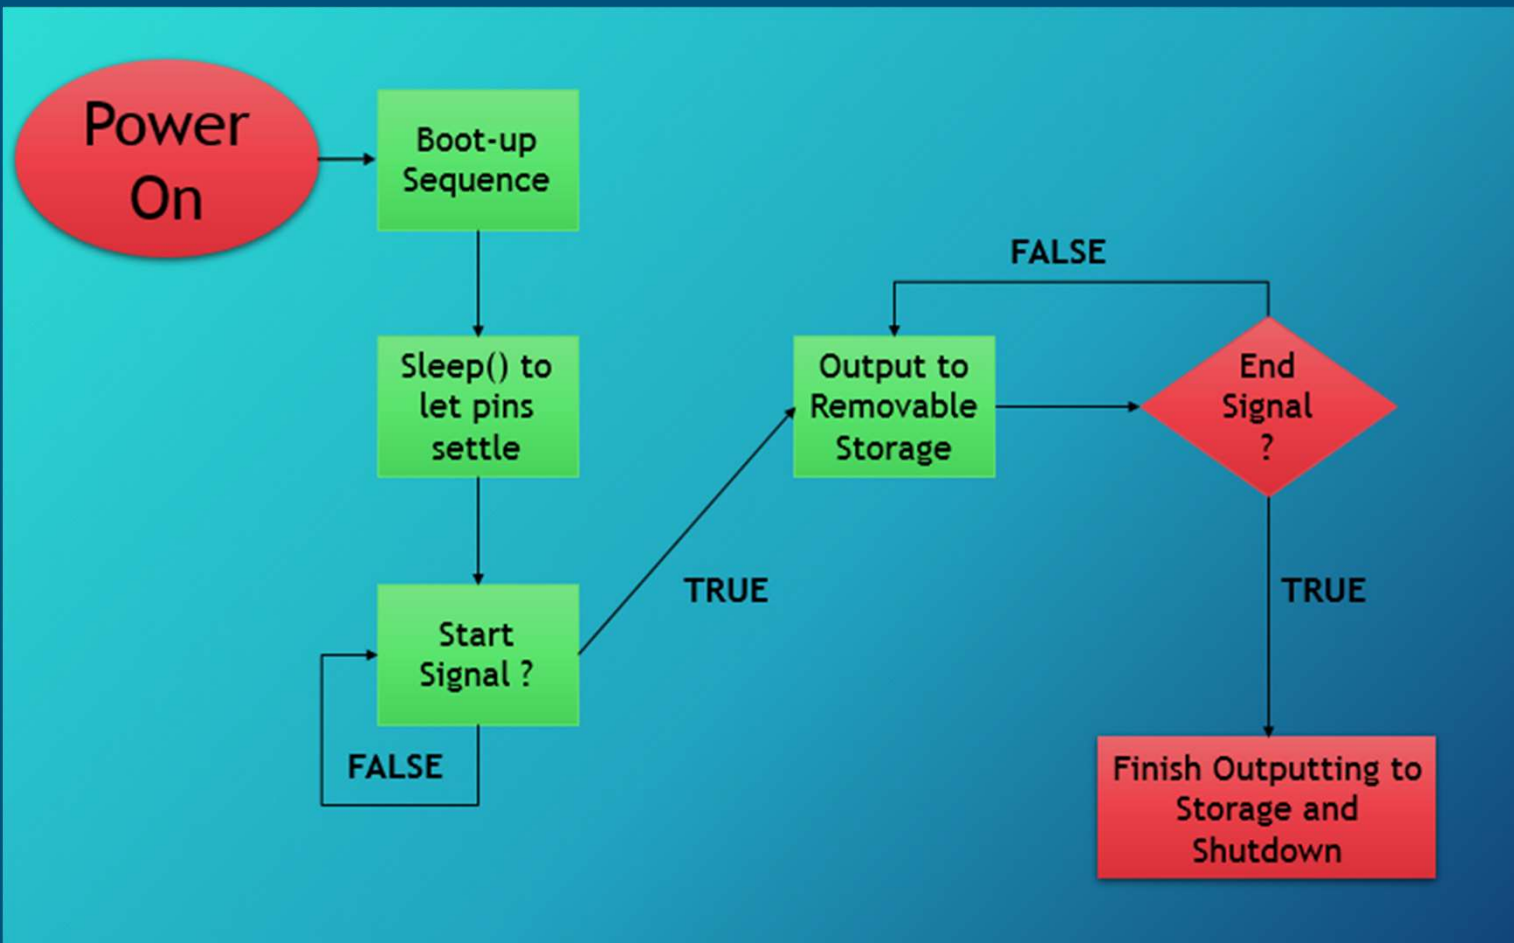 Power
On
Boot-up
Sequence
Sleep() to
let pins
settle
Start
Signal ?
FALSE
TRUE
Output to
Removable
Storage
FALSE
End
Signal
?
TRUE
Finish Outputting to
Storage and
Shutdown